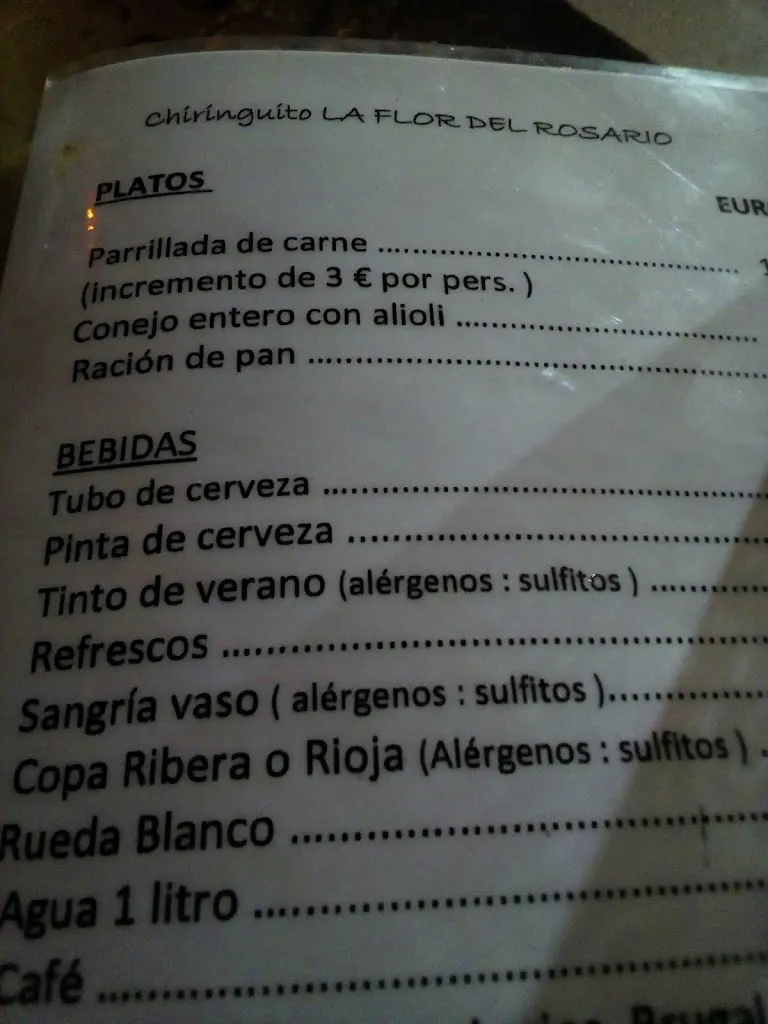 Chiringuito LA FLOR DEL ROSARIO
PLATOS
EUR
Parrillada de carne ............................................. 1
(incremento de 3 € por pers. )
Conejo entero con alioli .....................................
Ración de pan .......................................................
BEBIDAS
Tubo de cerveza ....................................................
Pinta de cerveza ...................................................
Tinto de verano (alérgenos : sulfitos ) .............
Refrescos ...............................................................
Sangría vaso ( alérgenos : sulfitos )..................
Copa Ribera o Rioja (Alérgenos : sulfitos ) .
Rueda Blanco ........................................................
Agua 1 litro ...........................................................
Café ........................................................................
Brugal